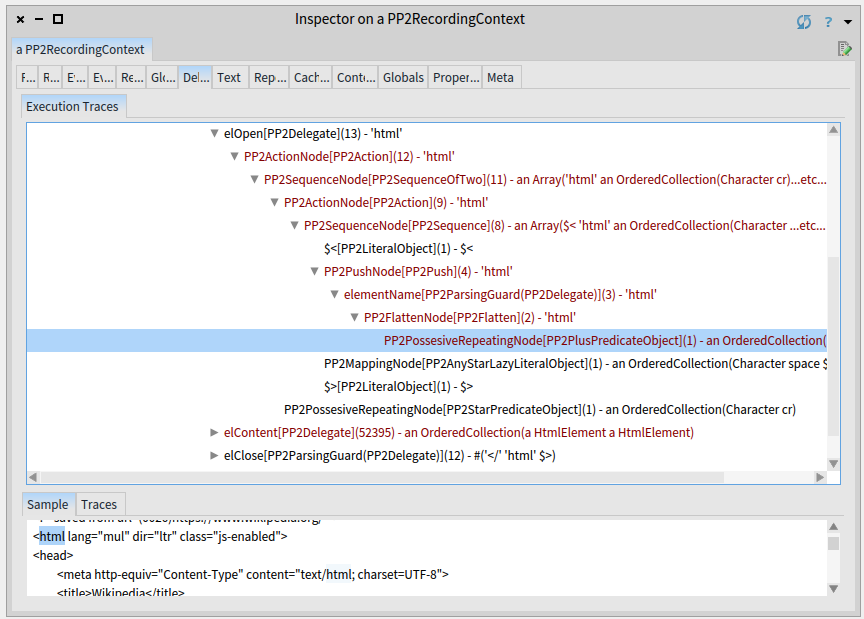 Inspector on a PP2RecordingContext
?
a PP2RecordingContext
F... R... E'... Ev... Re... Glc... Del... Text Rep ... Cach... Cont... Globals Proper... Meta
Execution Traces
elOpen[PP2Delegate](13) - 'html'
PP2ActionNode[PP2Action](12) - 'html'
PP2SequenceNode[PP2SequenceOfTwo](11) - an Array('html' an OrderedCollection(Character cr)...etc...
PP2ActionNode[PP2Action](9) - 'html'
PP2SequenceNode[PP2Sequence](8) - an Array($< 'html' an OrderedCollection(Character ...etc...
$<[PP2LiteralObject](1) - $<
PP2PushNode[PP2Push](4) - 'html'
elementName[PP2ParsingGuard(PP2Delegate)](3) - 'html'
PP2FlattenNode[PP2Flatten](2) - 'html'
PP2PossesiveRepeatingNode[PP2PlusPredicateObject](1) - an OrderedCollection(
PP2MappingNode[PP2AnyStarLazyLiteralObject](1) - an OrderedCollection(Character space $
$>[PP2LiteralObject](1) - $>
PP2PossesiveRepeatingNode[PP2StarPredicateObject](1) - an OrderedCollection(Character cr)
elContent[PP2Delegate](52395) - an OrderedCollection(a HtmlElement a HtmlElement)
elClose[PP2ParsingGuard(PP2Delegate)](12) - #('</' 'html' $>)
Sample Traces
<html lang="mul" dir="ltr" class="js-enabled">
<head>
<meta http-equiv="Content-Type" content="text/html; charset=UTF-8">
<title>Wikipedia</title>